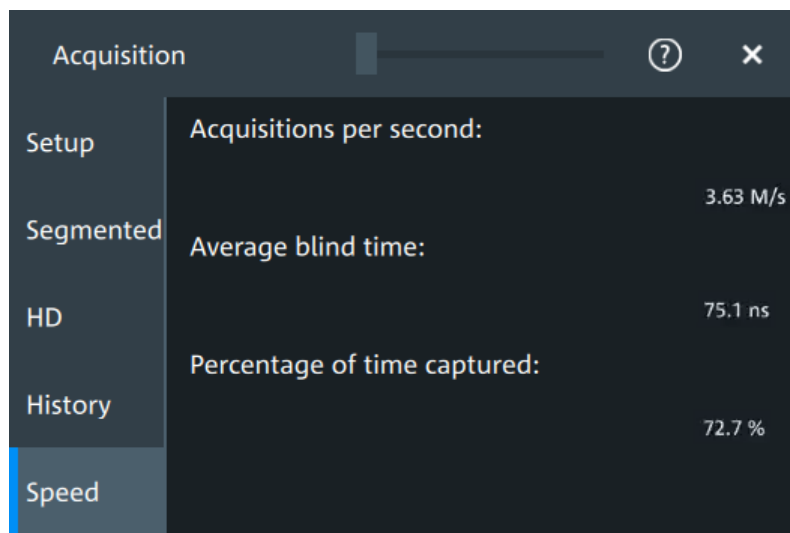 Acquisition
?
Setup
Segmented
HD
History
Speed
Acquisitions per second:
3.63 M/s
Average blind time:
75.1 ns
Percentage of time captured:
72.7 %